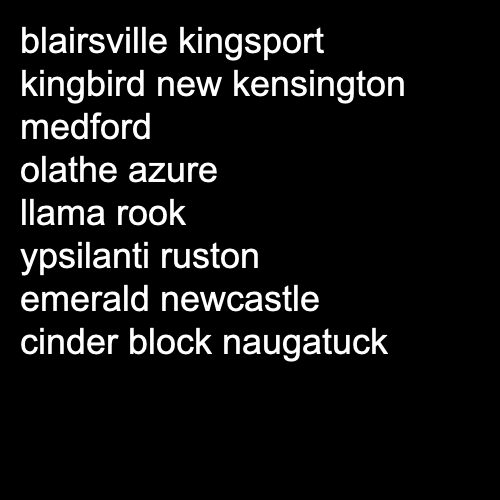 blairsville kingsport
kingbird new kensington
medford
olathe azure
llama rook
ypsilanti ruston
emerald newcastle
cinder block naugatuck